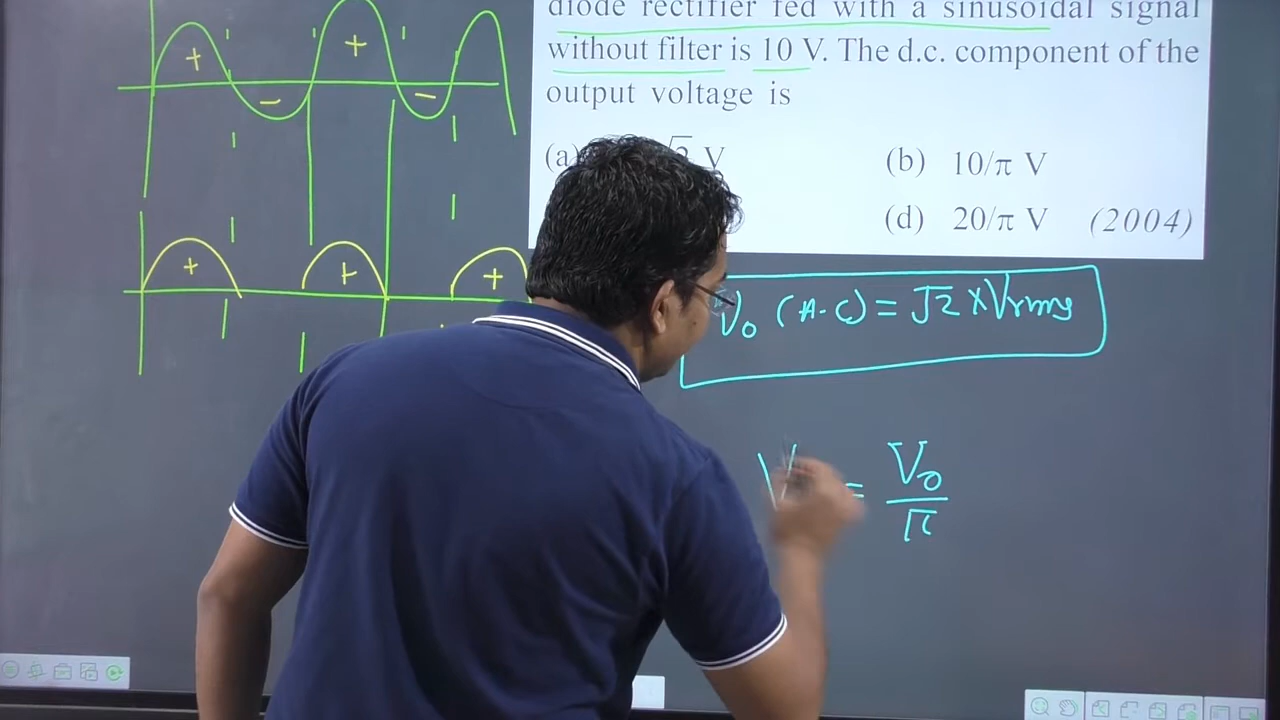 diode rectifier fed with a sinusoidal signal
without filter is 10 V. The d.c. component of the
output voltage is
(a) V
(b) 10/π V
(d) 20/π V (2004)
+ + - -
+ + +
V₀ (A.C) = √2 × Vrms
V = V₀/π